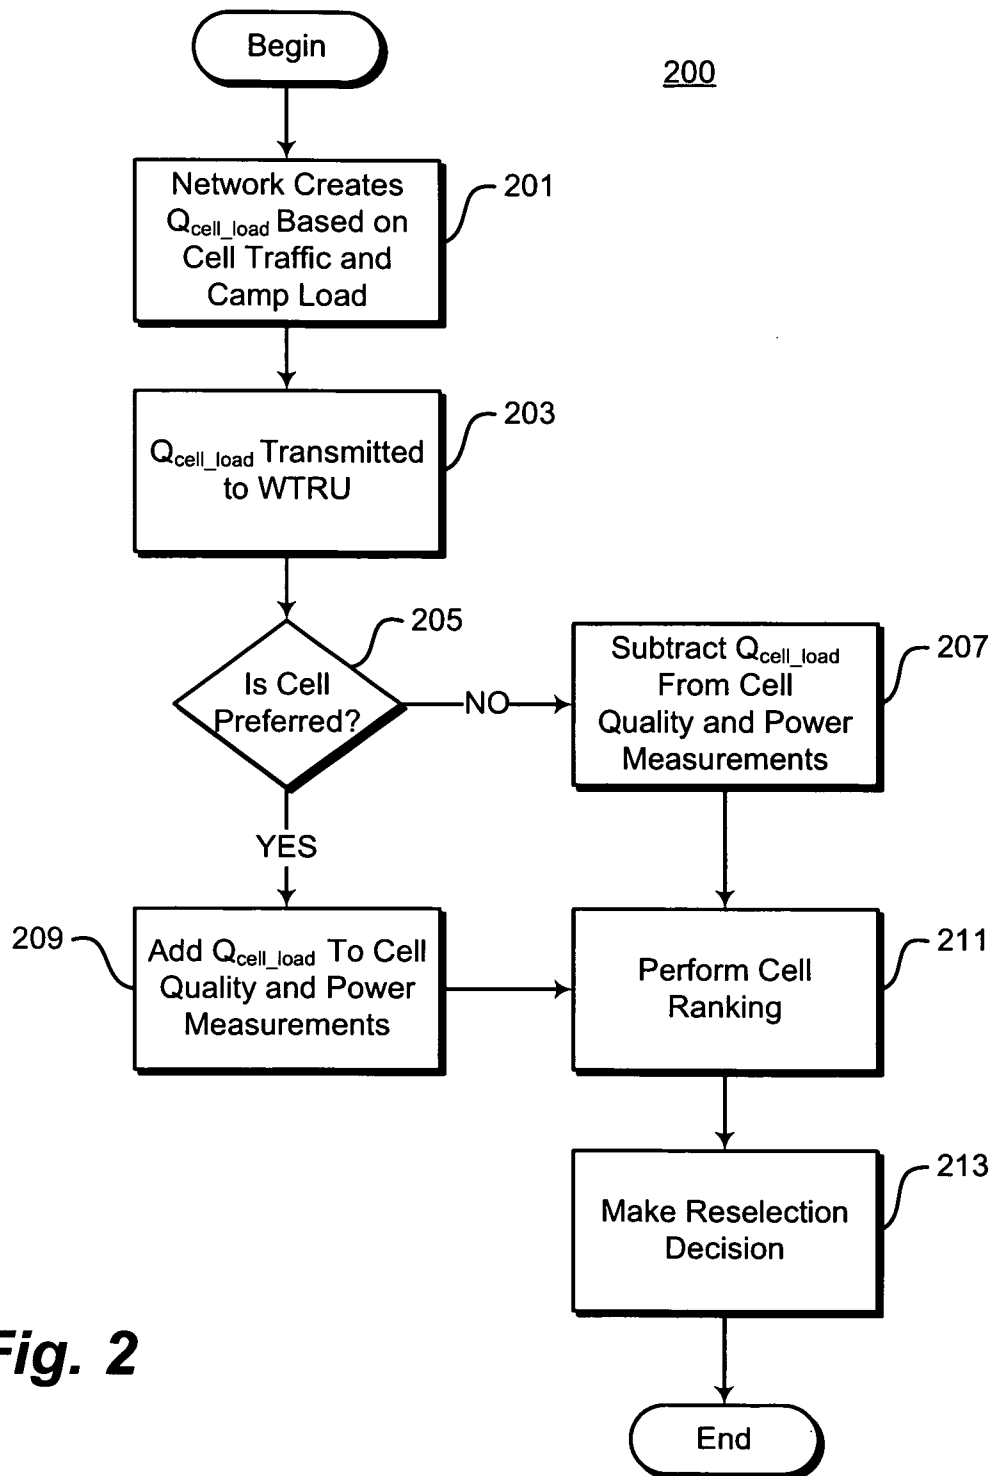 Begin
200
Network Creates
Qcell_load Based on
Cell Traffic and
Camp Load
201
Qcell_load Transmitted
to WTRU
203
Is Cell
Preferred?
205
NO
Subtract Qcell_load
From Cell
Quality and Power
Measurements
207
YES
209
Add Qcell_load To Cell
Quality and Power
Measurements
Perform Cell
Ranking
211
Make Reselection
Decision
213
Fig. 2
End